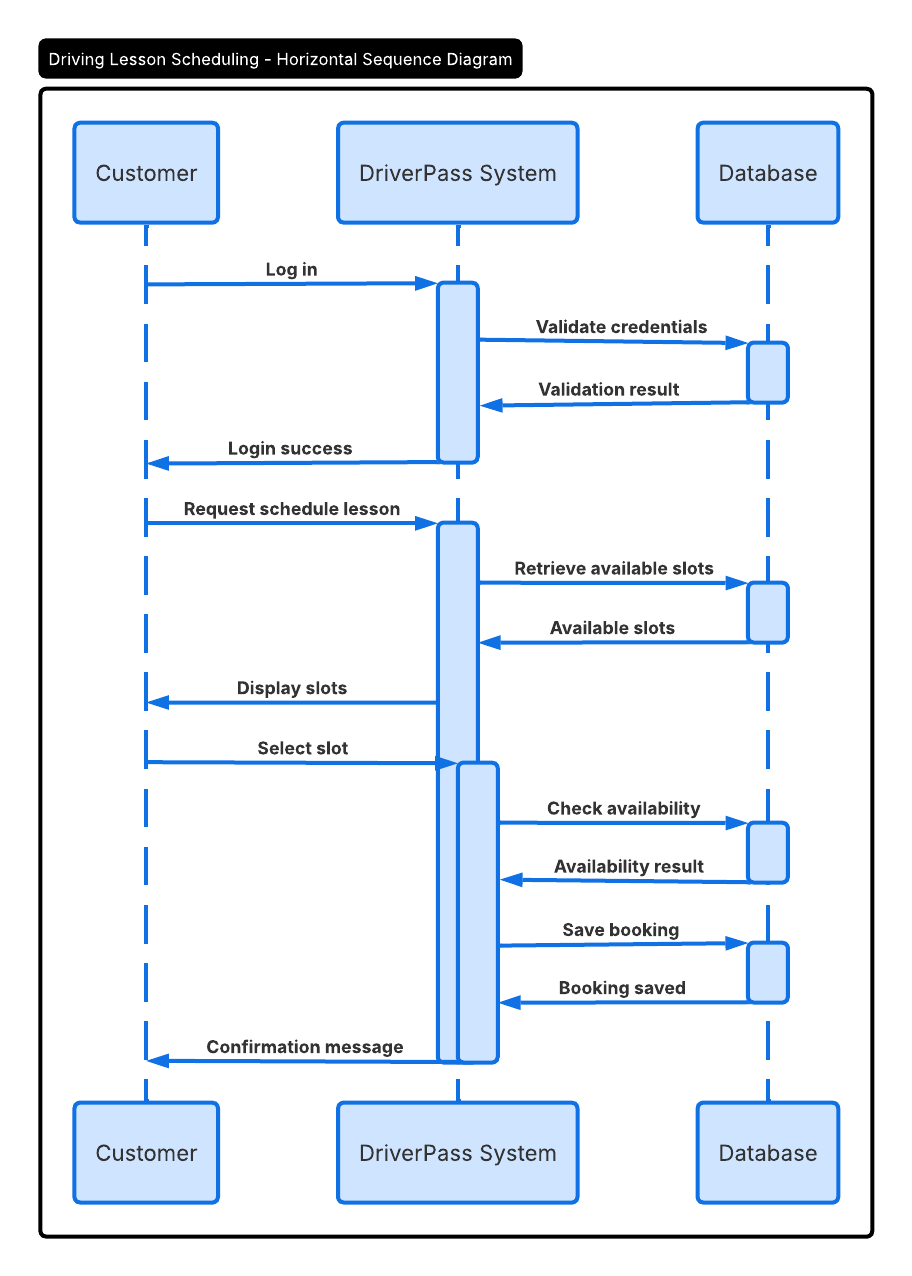 Driving Lesson Scheduling - Horizontal Sequence Diagram
Customer
DriverPass System
Database
Log in
Validate credentials
Validation result
Login success
Request schedule lesson
Retrieve available slots
Available slots
Display slots
Select slot
Check availability
Availability result
Save booking
Booking saved
Confirmation message
Customer
DriverPass System
Database